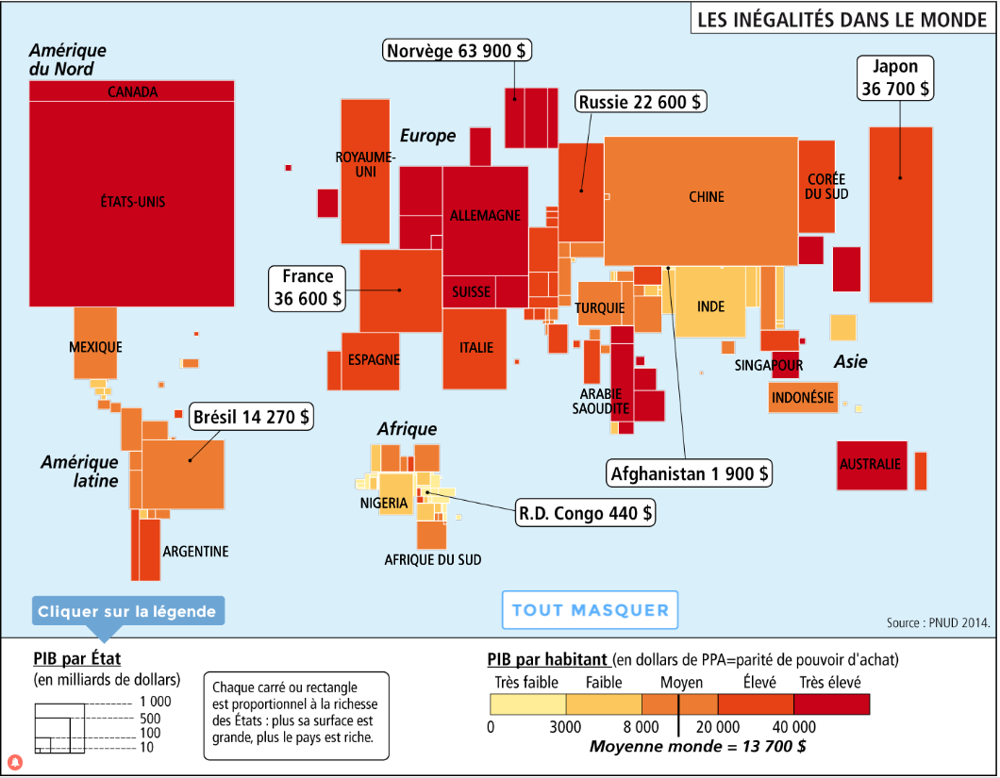 LES INÉGALITÉS DANS LE MONDE
Amérique
du Nord
Norvège 63 900 $
Japon
36 700 $
CANADA
Russie 22 600 $
Europe
ROYAUME-
UNI
CORÉE
DU SUD
ÉTATS-UNIS
CHINE
ALLEMAGNE
France
36 600 $
SUISSE
TURQUIE
INDE
MEXIQUE
ESPAGNE
ITALIE
SINGAPOUR
Asie
ARABIE
SAOUDITE
INDONÉSIE
Brésil 14 270 $
Afrique
Amérique
latine
Afghanistan 1 900 $
AUSTRALIE
NIGERIA
R.D. Congo 440 $
ARGENTINE
AFRIQUE DU SUD
Cliquer sur la légende
TOUT MASQUER
Source : PNUD 2014.
PIB par État
(en milliards de dollars)
1 000
500
100
10
Chaque carré ou rectangle
est proportionnel à la richesse
des États : plus sa surface est
grande, plus le pays est riche.
PIB par habitant (en dollars de PPA=parité de pouvoir d'achat)
Très faible Faible Moyen Élevé Très élevé
0 3000 8 000 20 000 40 000
Moyenne monde = 13 700 $